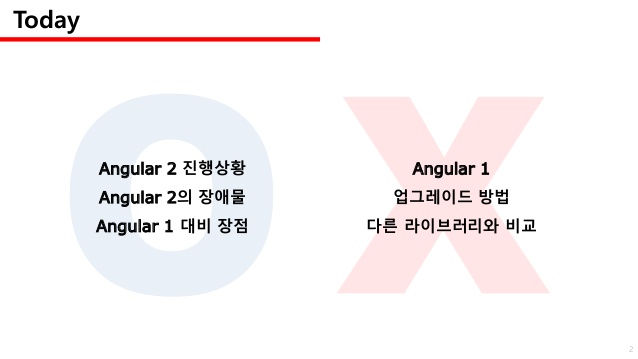 Today
O
Angular 2 진행상황
Angular 2의 장애물
Angular 1 대비 장점
X
Angular 1
업그레이드 방법
다른 라이브러리와 비교
2